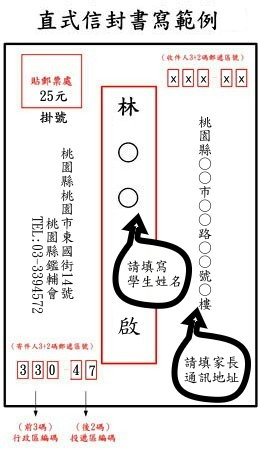 直式信封書寫範例
(收件人3+2碼郵遞區號)
XXX-XX
桃園縣○○市○○路○○號○樓
請填家長
通訊地址
林○○ 啟
請填寫
學生姓名
貼郵票處
25元
掛號
桃園縣桃園市東國街14號
桃園縣鑑輔會
TEL:03-3394572
(寄件人3+2碼郵遞區號)
330-47
(前3碼)
行政區編碼
(後2碼)
投遞區編碼